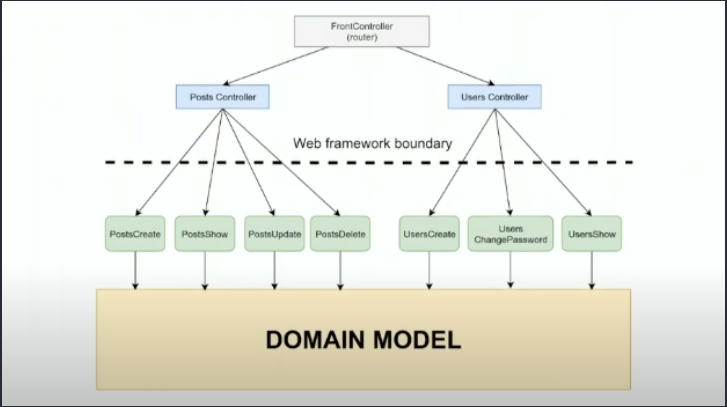 FrontController
(router)
Posts Controller
Users Controller
Web framework boundary
PostsCreate
PostsShow
PostsUpdate
PostsDelete
UsersCreate
Users
ChangePassword
UsersShow
DOMAIN MODEL